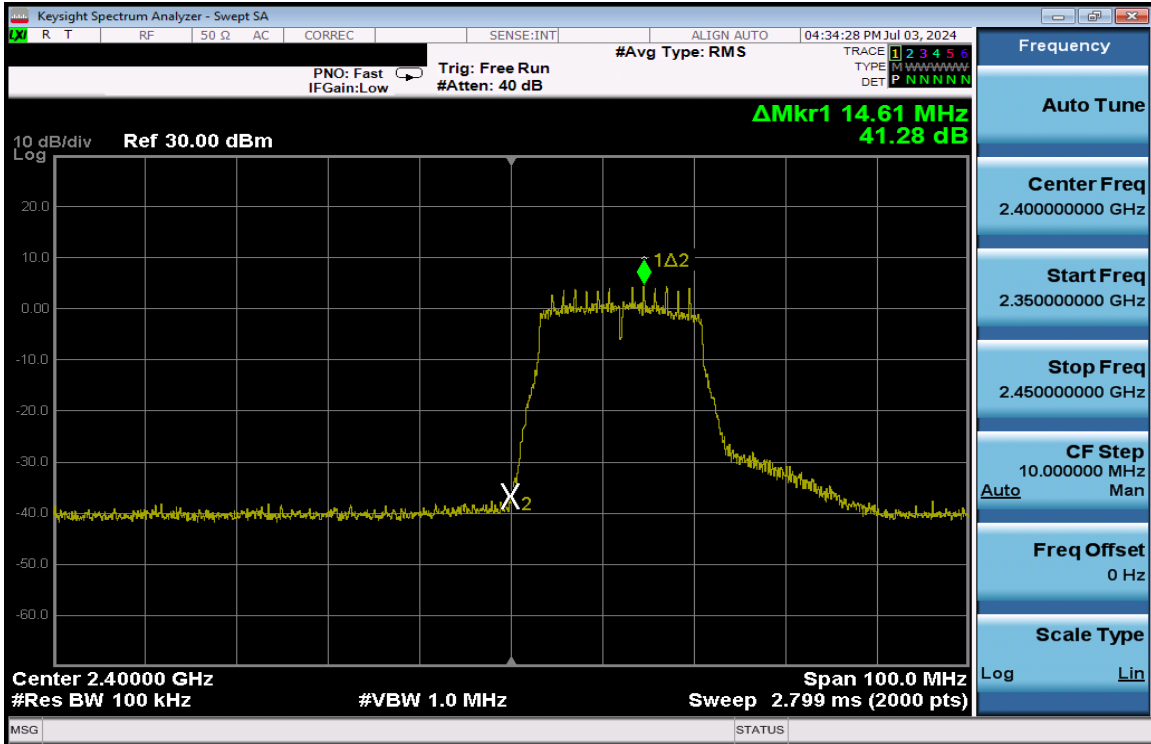 Keysight Spectrum Analyzer - Swept SA
LXI R T RF 50 Ω AC CORREC SENSE:INT ALIGN AUTO 04:34:28 PM Jul 03, 2024
Frequency
#Avg Type: RMS
TRACE 1 2 3 4 5 6
TYPE M WWWWW
DET P N N N N N
PNO: Fast
IFGain:Low
Trig: Free Run
#Atten: 40 dB
Auto Tune
ΔMkr1 14.61 MHz
41.28 dB
10 dB/div Ref 30.00 dBm
Log
20.0
10.0
0.00
-10.0
-20.0
-30.0
-40.0
-50.0
-60.0
1Δ2
X2
Center Freq
2.400000000 GHz
Start Freq
2.350000000 GHz
Stop Freq
2.450000000 GHz
CF Step
10.000000 MHz
Auto Man
Freq Offset
0 Hz
Scale Type
Log Lin
Center 2.40000 GHz Span 100.0 MHz
#Res BW 100 kHz #VBW 1.0 MHz Sweep 2.799 ms (2000 pts)
MSG STATUS